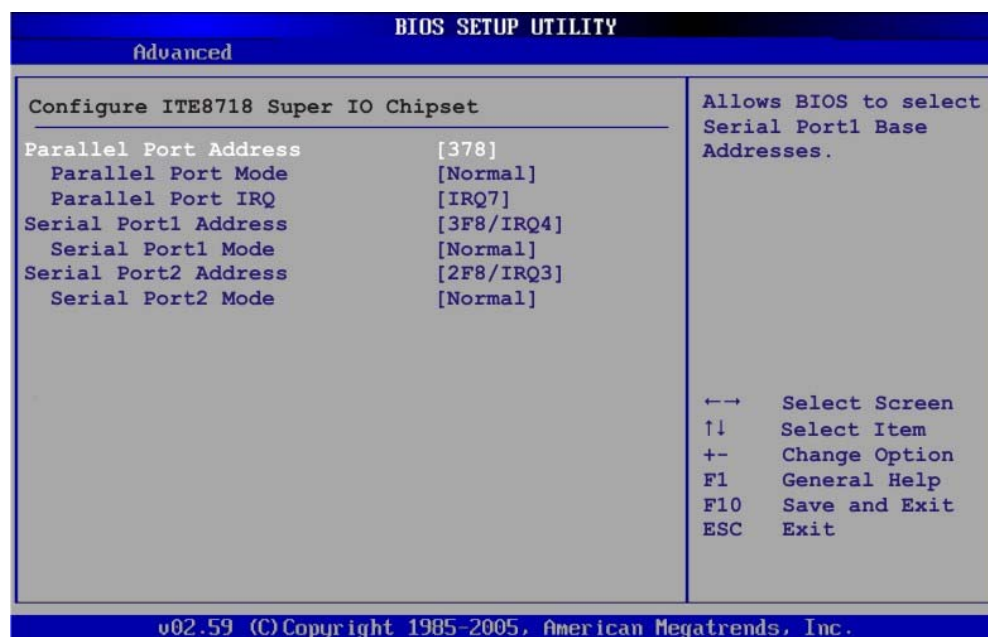 BIOS SETUP UTILITY
Advanced
Configure ITE8718 Super IO Chipset
Parallel Port Address [378]
Parallel Port Mode [Normal]
Parallel Port IRQ [IRQ7]
Serial Port1 Address [3F8/IRQ4]
Serial Port1 Mode [Normal]
Serial Port2 Address [2F8/IRQ3]
Serial Port2 Mode [Normal]
Allows BIOS to select
Serial Port1 Base
Addresses.
←→ Select Screen
↑↓ Select Item
+- Change Option
F1 General Help
F10 Save and Exit
ESC Exit
v02.59 (C)Copyright 1985-2005, American Megatrends, Inc.